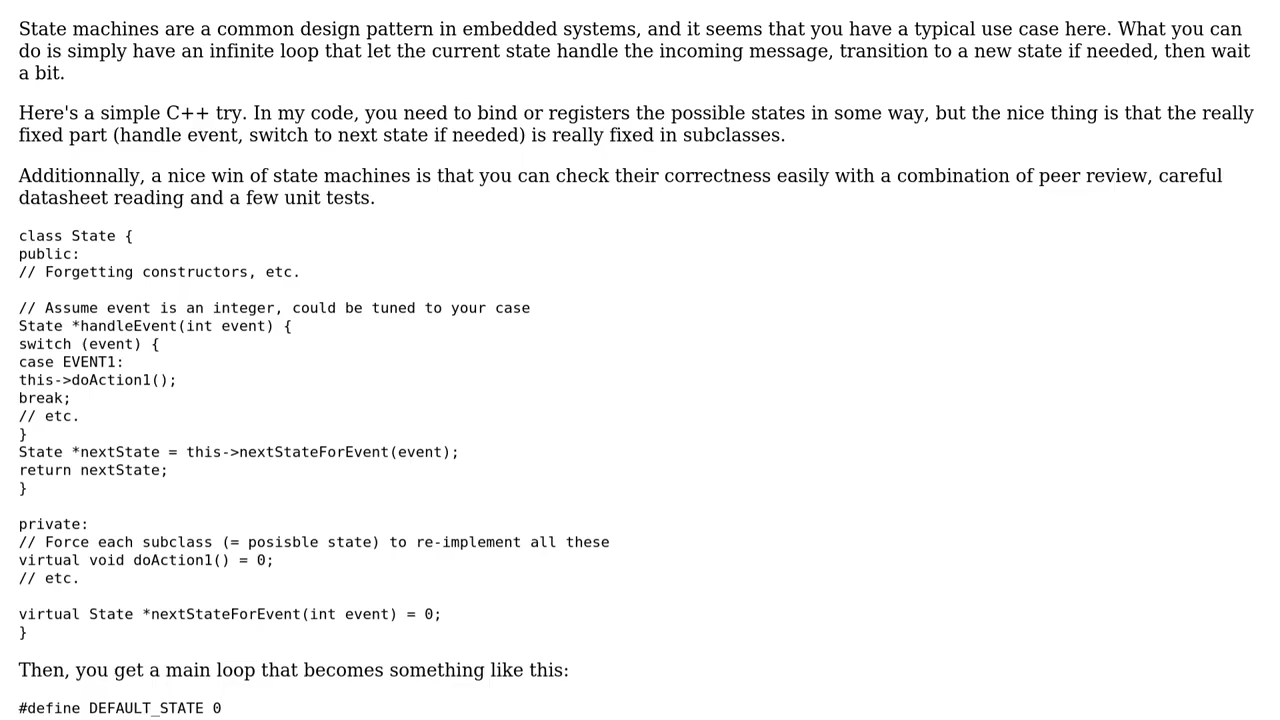 State machines are a common design pattern in embedded systems, and it seems that you have a typical use case here. What you can
do is simply have an infinite loop that let the current state handle the incoming message, transition to a new state if needed, then wait
a bit.
Here's a simple C++ try. In my code, you need to bind or registers the possible states in some way, but the nice thing is that the really
fixed part (handle event, switch to next state if needed) is really fixed in subclasses.
Additionnally, a nice win of state machines is that you can check their correctness easily with a combination of peer review, careful
datasheet reading and a few unit tests.
class State {
public:
// Forgetting constructors, etc.
// Assume event is an integer, could be tuned to your case
State *handleEvent(int event) {
switch (event) {
case EVENT1:
this->doAction1();
break;
// etc.
}
State *nextState = this->nextStateForEvent(event);
return nextState;
}
private:
// Force each subclass (= posisble state) to re-implement all these
virtual void doAction1() = 0;
// etc.
virtual State *nextStateForEvent(int event) = 0;
}
Then, you get a main loop that becomes something like this:
#define DEFAULT_STATE 0